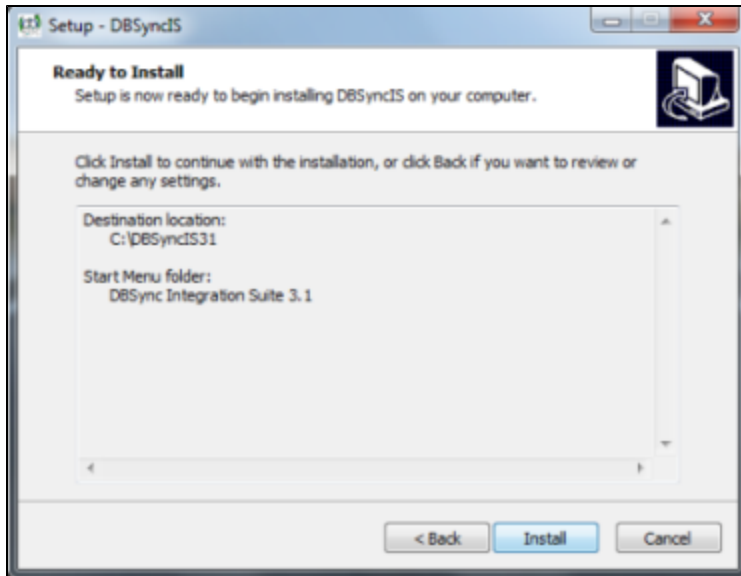 Setup - DBSyncIS
Ready to Install
Setup is now ready to begin installing DBSyncIS on your computer.
Click Install to continue with the installation, or click Back if you want to review or
change any settings.
Destination location:
C:\DBSyncIS31
Start Menu folder:
DBSync Integration Suite 3.1
< Back
Install
Cancel